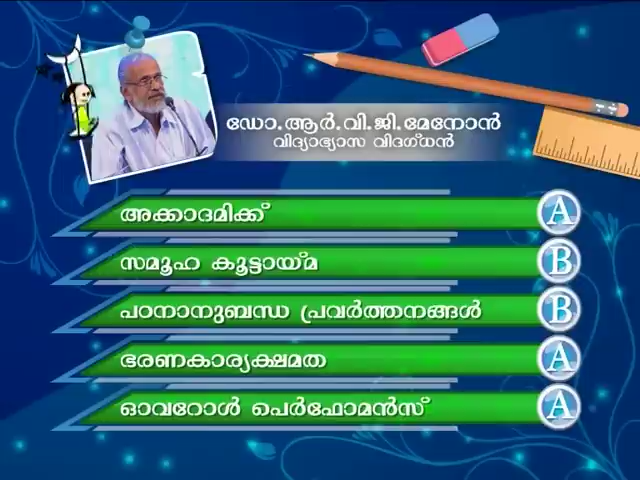 ഡോ.ആർ.വി.ജി.മേനോൻ
വിദ്യാഭ്യാസ വിദഗ്ദ്ധൻ
അക്കാദമിക്ക് A
സമൂഹ കൂട്ടായ്മ B
പഠനാനുബന്ധ പ്രവർത്തനങ്ങൾ B
ഭരണകാര്യക്ഷമത A
ഓവറോൾ പെർഫോമൻസ് A